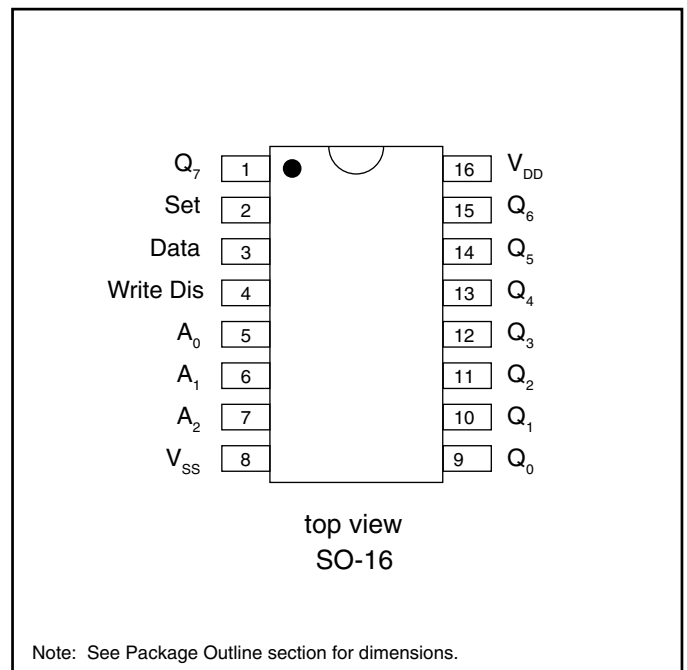 Q7 1 16 VDD
Set 2 15 Q6
Data 3 14 Q5
Write Dis 4 13 Q4
A0 5 12 Q3
A1 6 11 Q2
A2 7 10 Q1
VSS 8 9 Q0
top view
SO-16
Note: See Package Outline section for dimensions.